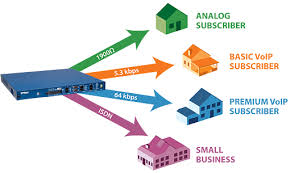 ANALOG
SUBSCRIBER
1900Ω
BASIC VoIP
SUBSCRIBER
5.3 kbps
64 kbps
PREMIUM VoIP
SUBSCRIBER
ISDN
SMALL
BUSINESS